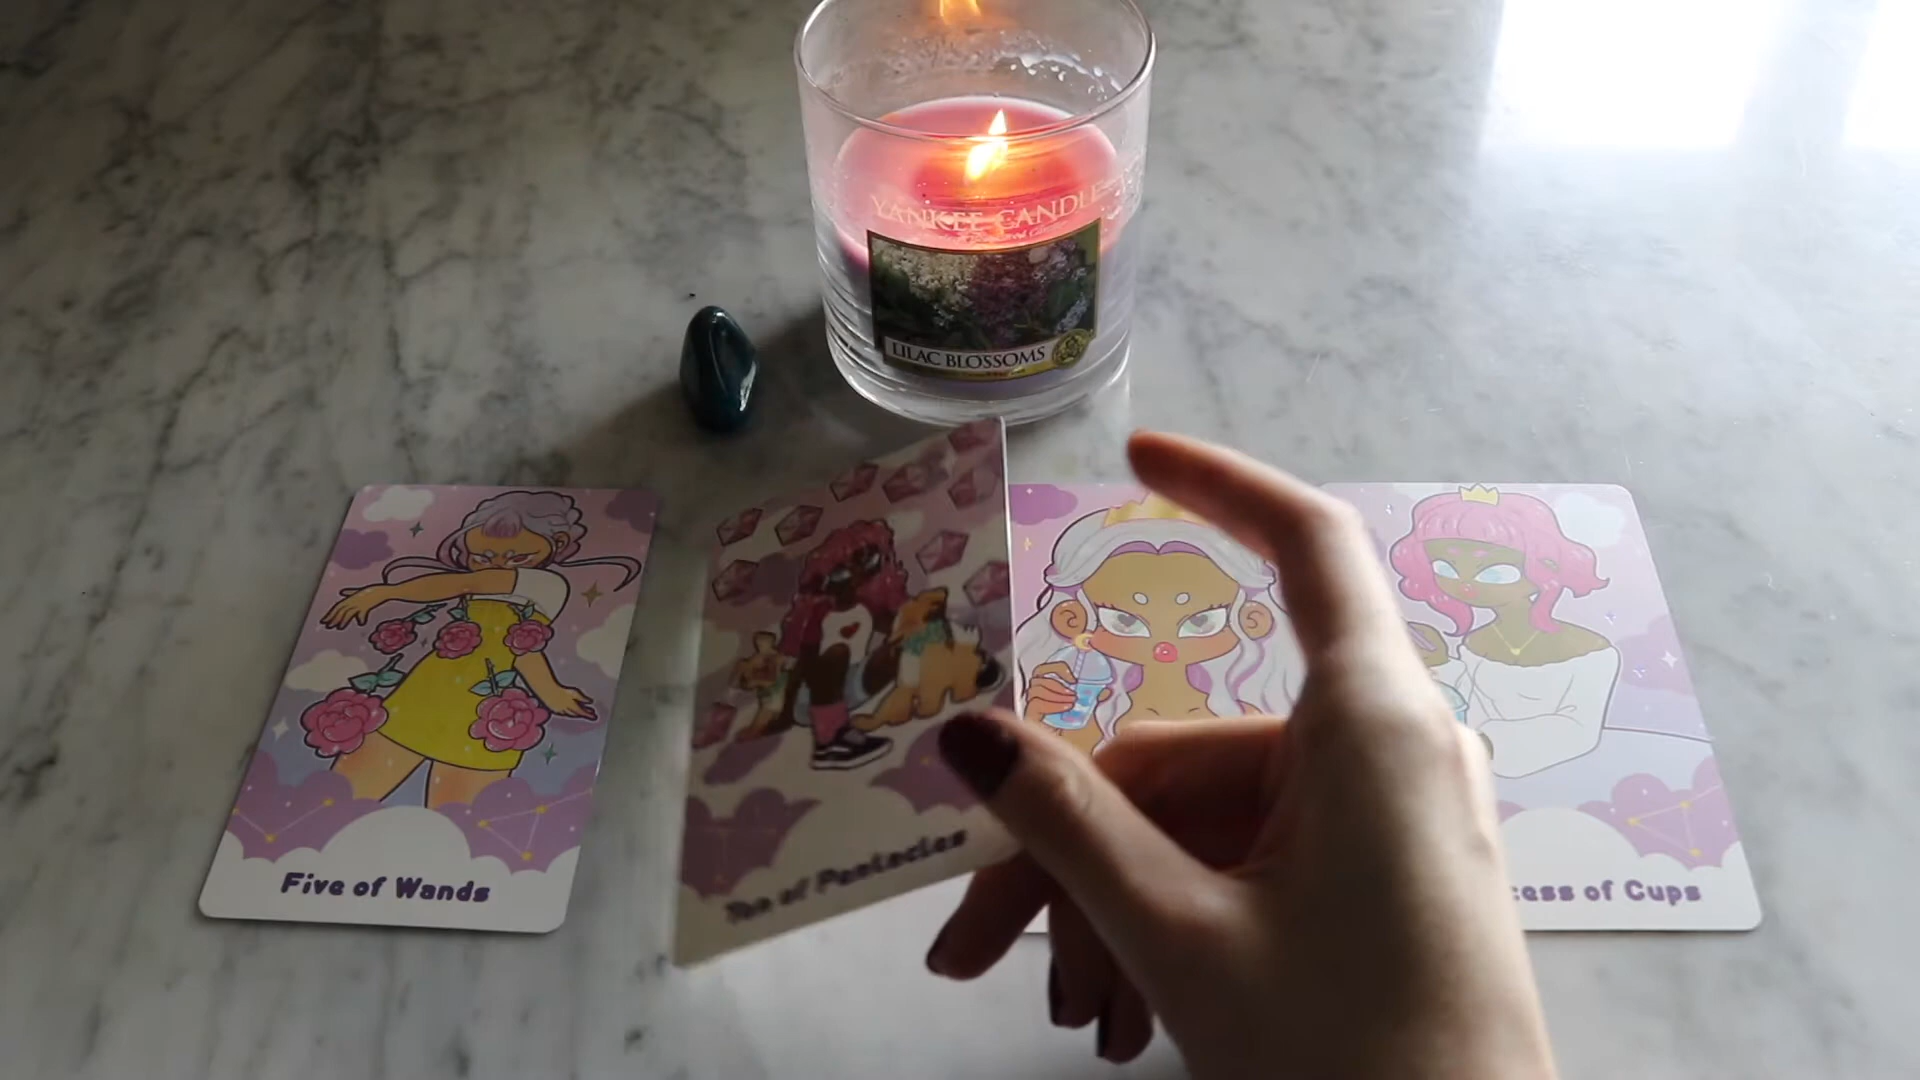 YANKEE CANDLE
LILAC BLOSSOMS
Five of Wands
Ten of Pentacles
cess of Cups